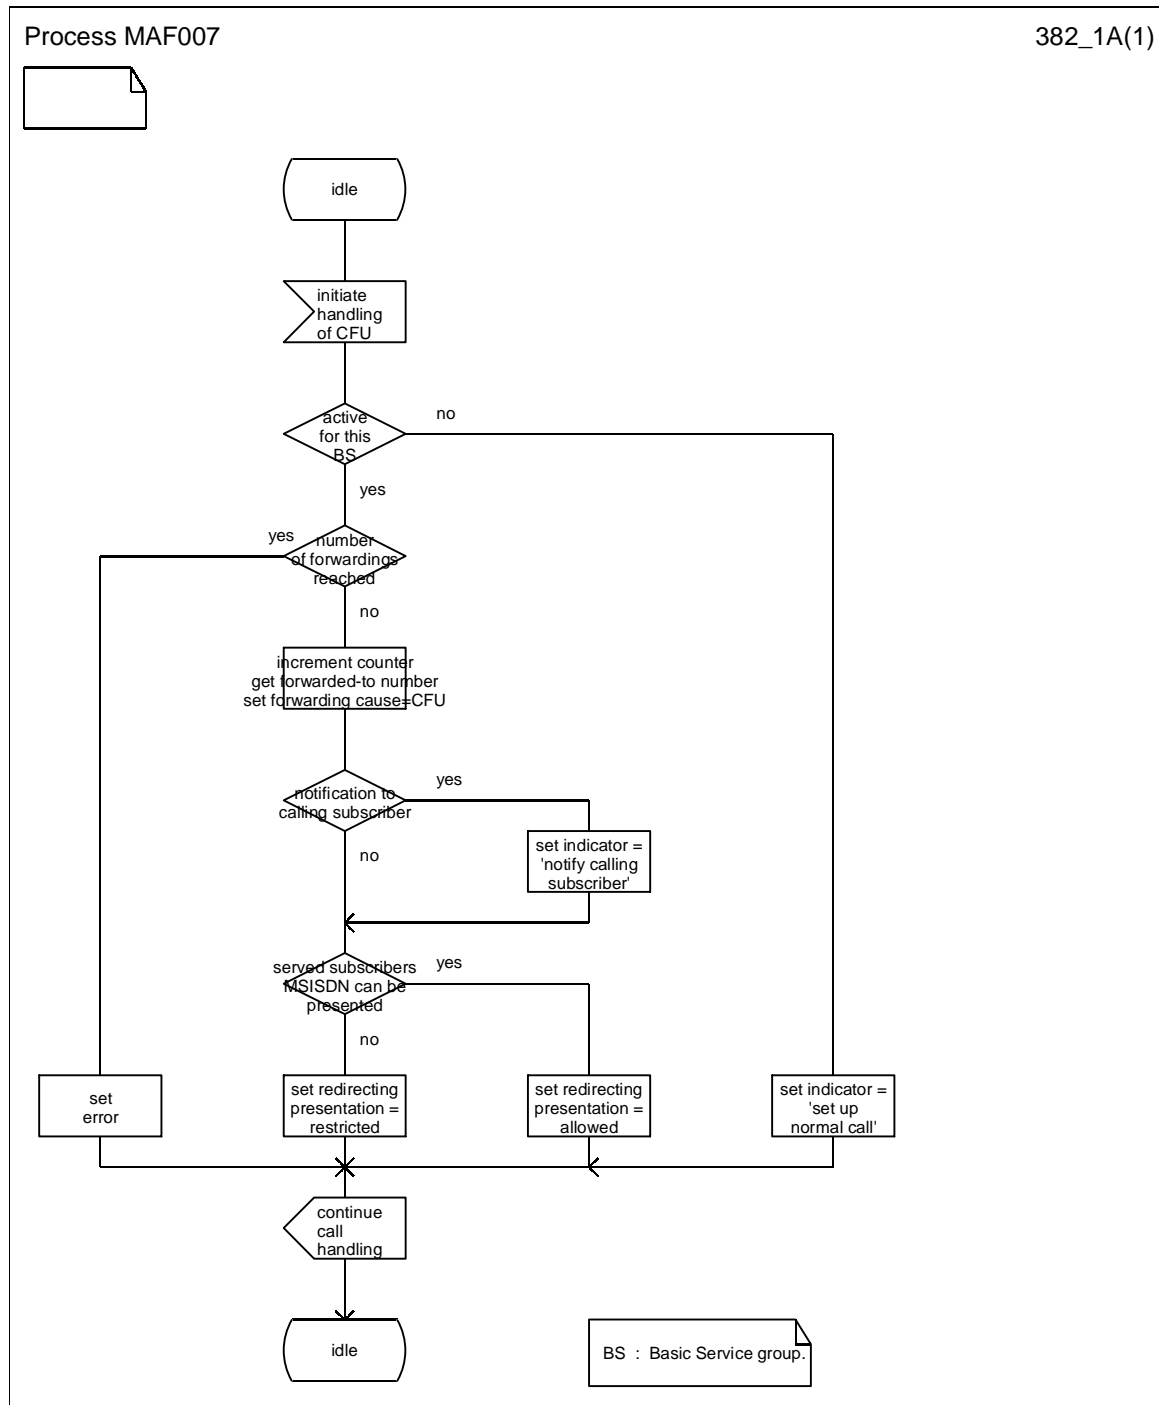 Process MAF007
382_1A(1)
idle
initiate
handling
of CFU
active
for this
BS
no
yes
yes
number
of forwardings
reached
no
increment counter
get forwarded-to number
set forwarding cause=CFU
notification to
calling subscriber
yes
no
set indicator =
'notify calling
subscriber'
served subscribers
MSISDN can be
presented
yes
no
set
error
set redirecting
presentation =
restricted
set redirecting
presentation =
allowed
set indicator =
'set up
normal call'
continue
call
handling
idle
BS : Basic Service group.